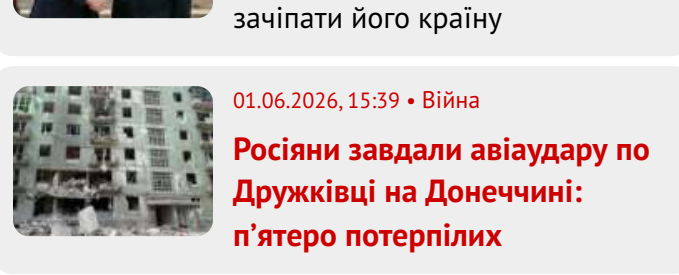 зачіпати його країну
01.06.2026, 15:39 • Війна
Росіяни завдали авіаудару по
Дружківці на Донеччині:
п’ятеро потерпілих